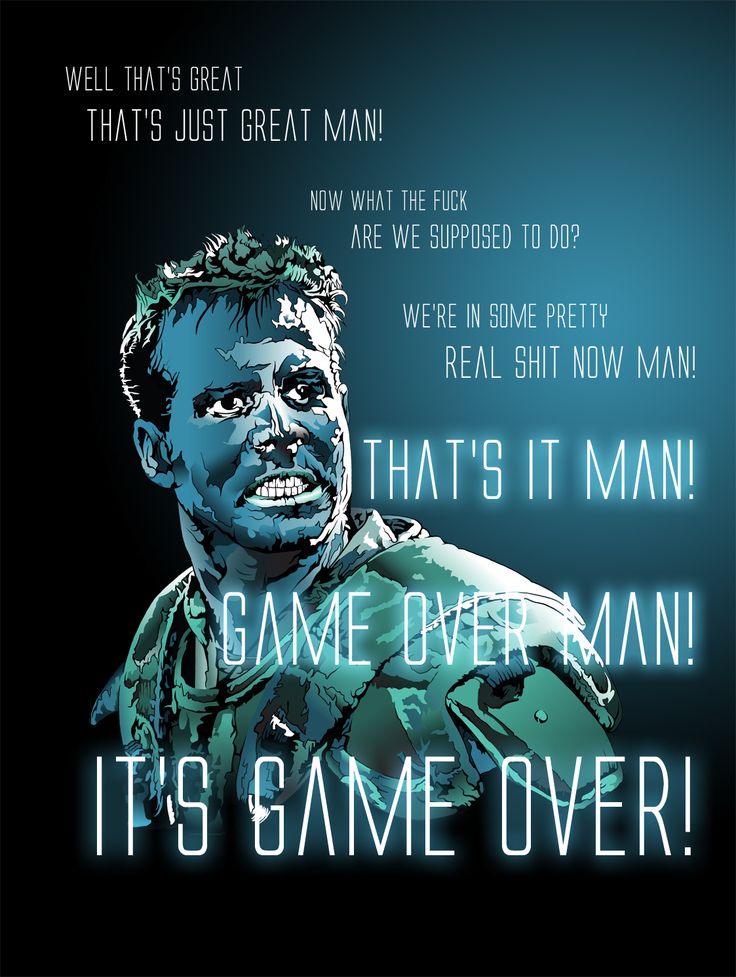 WELL THAT'S GREAT
THAT'S JUST GREAT MAN!
NOW WHAT THE FUCK
ARE WE SUPPOSED TO DO?
WE'RE IN SOME PRETTY
REAL SHIT NOW MAN!
THAT'S IT MAN!
GAME OVER MAN!
IT'S GAME OVER!